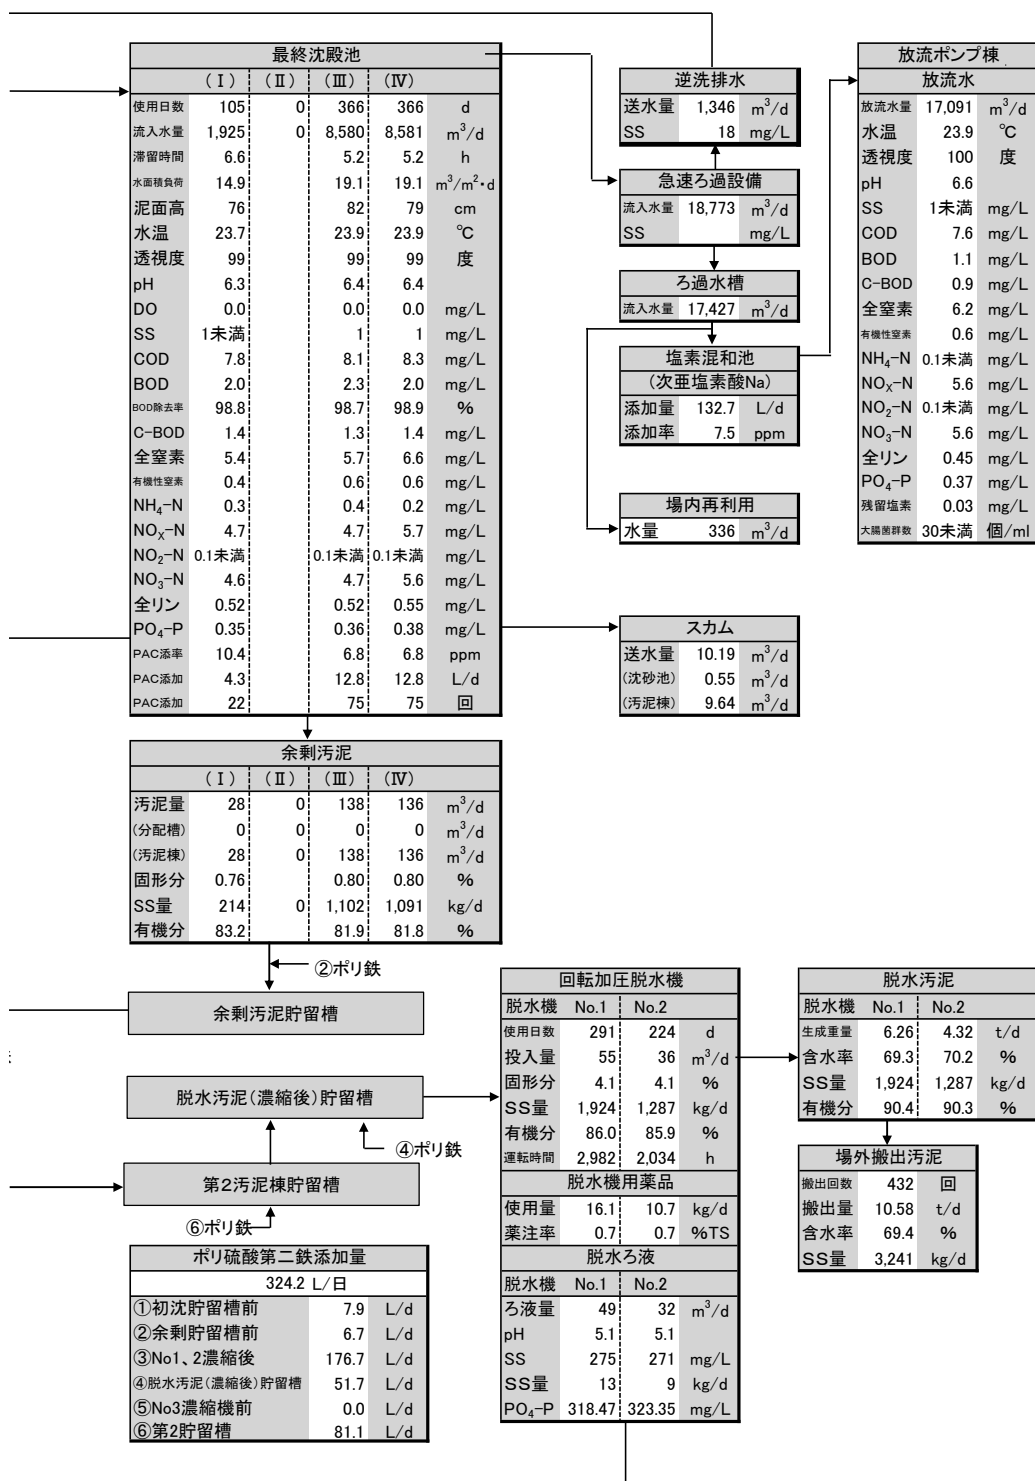 最終沈殿池
(Ⅰ) (Ⅱ) (Ⅲ) (Ⅳ)
使用日数 105 0 366 366 d
流入水量 1,925 0 8,580 8,581 m³/d
滞留時間 6.6 5.2 5.2 h
水面積負荷 14.9 19.1 19.1 m³/m²・d
泥面高 76 82 79 cm
水温 23.7 23.9 23.9 ℃
透視度 99 99 99 度
pH 6.3 6.4 6.4
DO 0.0 0.0 0.0 mg/L
SS 1未満 1 1 mg/L
COD 7.8 8.1 8.3 mg/L
BOD 2.0 2.3 2.0 mg/L
BOD除去率 98.8 98.7 98.9 %
C-BOD 1.4 1.3 1.4 mg/L
全窒素 5.4 5.7 6.6 mg/L
有機性窒素 0.4 0.6 0.6 mg/L
NH₄-N 0.3 0.4 0.2 mg/L
NOₓ-N 4.7 4.7 5.7 mg/L
NO₂-N 0.1未満 0.1未満 0.1未満 mg/L
NO₃-N 4.6 4.7 5.6 mg/L
全リン 0.52 0.52 0.55 mg/L
PO₄-P 0.35 0.36 0.38 mg/L
PAC添率 10.4 6.8 6.8 ppm
PAC添加 4.3 12.8 12.8 L/d
PAC添加 22 75 75 回
逆洗排水
送水量 1,346 m³/d
SS 18 mg/L
急速ろ過設備
流入水量 18,773 m³/d
SS mg/L
ろ過水槽
流入水量 17,427 m³/d
塩素混和池
(次亜塩素酸Na)
添加量 132.7 L/d
添加率 7.5 ppm
場内再利用
水量 336 m³/d
スカム
送水量 10.19 m³/d
(沈砂池) 0.55 m³/d
(汚泥棟) 9.64 m³/d
放流ポンプ棟
放流水
放流水量 17,091 m³/d
水温 23.9 ℃
透視度 100 度
pH 6.6
SS 1未満 mg/L
COD 7.6 mg/L
BOD 1.1 mg/L
C-BOD 0.9 mg/L
全窒素 6.2 mg/L
有機性窒素 0.6 mg/L
NH₄-N 0.1未満 mg/L
NOₓ-N 5.6 mg/L
NO₂-N 0.1未満 mg/L
NO₃-N 5.6 mg/L
全リン 0.45 mg/L
PO₄-P 0.37 mg/L
残留塩素 0.03 mg/L
大腸菌群数 30未満 個/ml
余剰汚泥
(Ⅰ) (Ⅱ) (Ⅲ) (Ⅳ)
汚泥量 28 0 138 136 m³/d
(分配槽) 0 0 0 0 m³/d
(汚泥棟) 28 0 138 136 m³/d
固形分 0.76 0.80 0.80 %
SS量 214 0 1,102 1,091 kg/d
有機分 83.2 81.9 81.8 %
②ポリ鉄
余剰汚泥貯留槽
脱水汚泥(濃縮後)貯留槽
④ポリ鉄
第2汚泥棟貯留槽
⑥ポリ鉄
ポリ硫酸第二鉄添加量
324.2 L/日
①初沈貯留槽前 7.9 L/d
②余剰貯留槽前 6.7 L/d
③No1、2濃縮後 176.7 L/d
④脱水汚泥(濃縮後)貯留槽 51.7 L/d
⑤No3濃縮機前 0.0 L/d
⑥第2貯留槽 81.1 L/d
回転加圧脱水機
脱水機 No.1 No.2
使用日数 291 224 d
投入量 55 36 m³/d
固形分 4.1 4.1 %
SS量 1,924 1,287 kg/d
有機分 86.0 85.9 %
運転時間 2,982 2,034 h
脱水機用薬品
使用量 16.1 10.7 kg/d
薬注率 0.7 0.7 %TS
脱水ろ液
脱水機 No.1 No.2
ろ液量 49 32 m³/d
pH 5.1 5.1
SS 275 271 mg/L
SS量 13 9 kg/d
PO₄-P 318.47 323.35 mg/L
脱水汚泥
脱水機 No.1 No.2
生成重量 6.26 4.32 t/d
含水率 69.3 70.2 %
SS量 1,924 1,287 kg/d
有機分 90.4 90.3 %
場外搬出汚泥
搬出回数 432 回
搬出量 10.58 t/d
含水率 69.4 %
SS量 3,241 kg/d